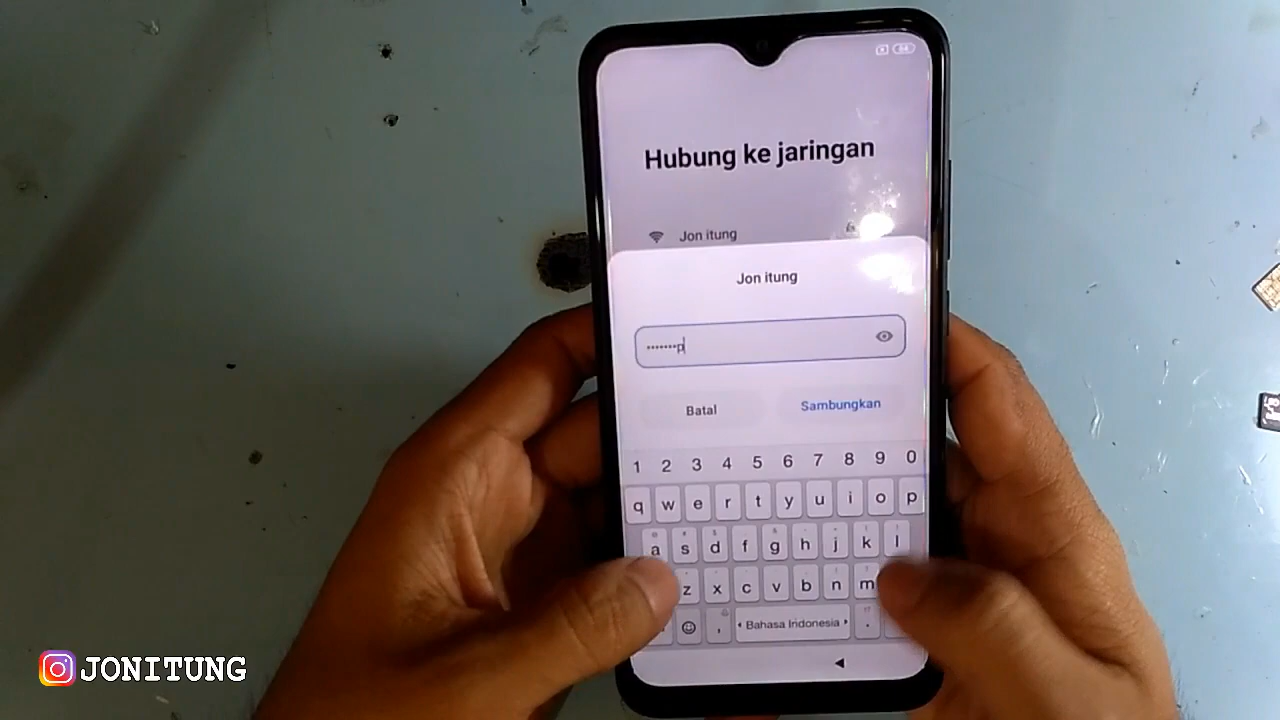 Hubung ke jaringan
Jon itung
Jon itung
•••••••p
Batal
Sambungkan
1 2 3 4 5 6 7 8 9 0
q w e r t y u i o p
a s d f g h j k l
z x c v b n m
, Bahasa Indonesia .
JONITUNG